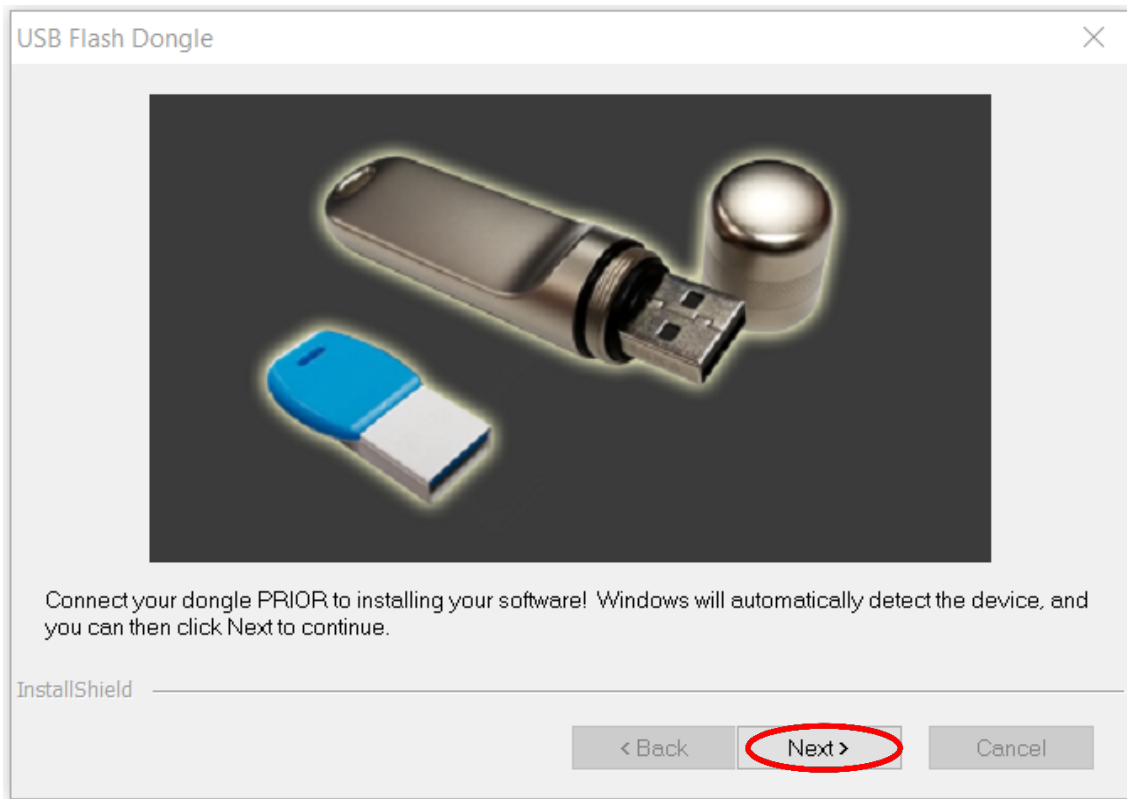 USB Flash Dongle
Connect your dongle PRIOR to installing your software! Windows will automatically detect the device, and
you can then click Next to continue.
InstallShield
< Back
Next >
Cancel